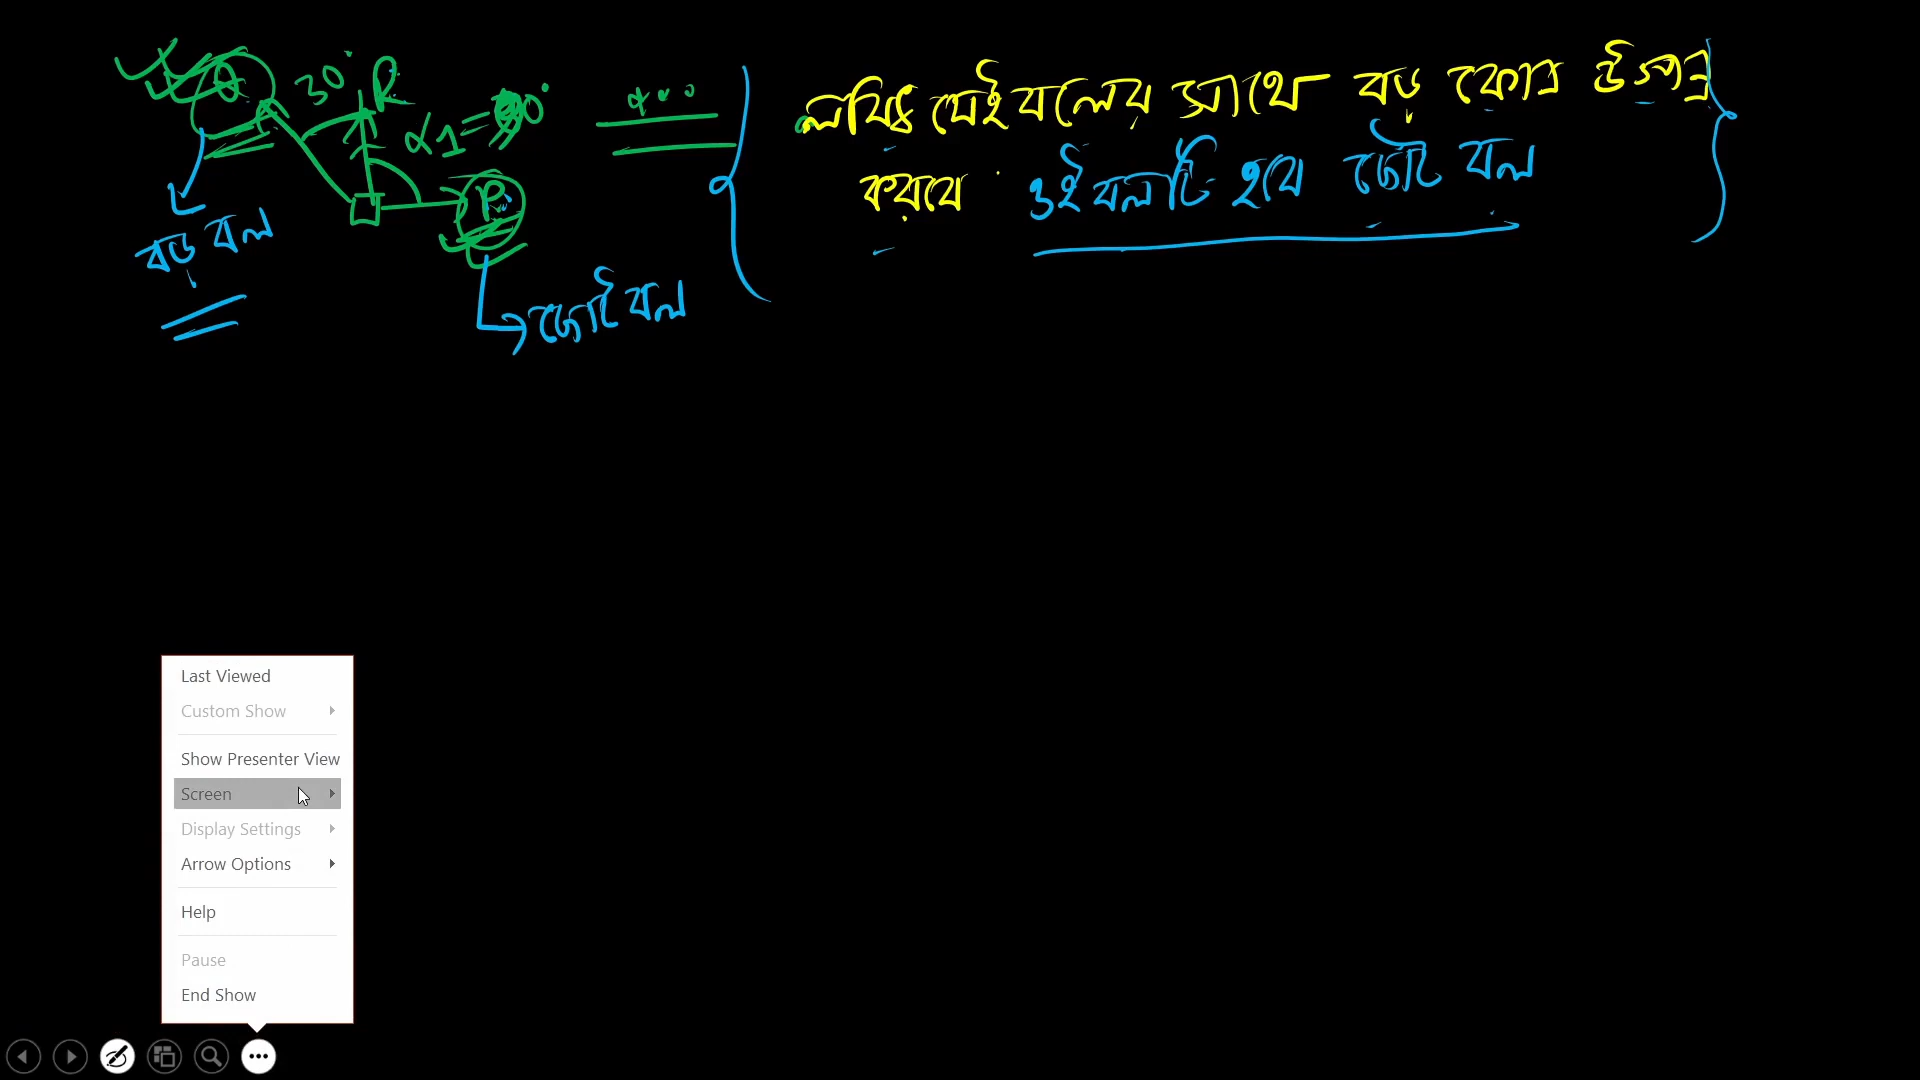 Q
30° R
α1 = 90°
P
বড় বল
ছোট বল
লব্ধি যেই বলের সাথে বড় কোণ উৎপন্ন
করবে ওই বলটি হবে ছোট বল
Last Viewed
Custom Show
Show Presenter View
Screen
Display Settings
Arrow Options
Help
Pause
End Show